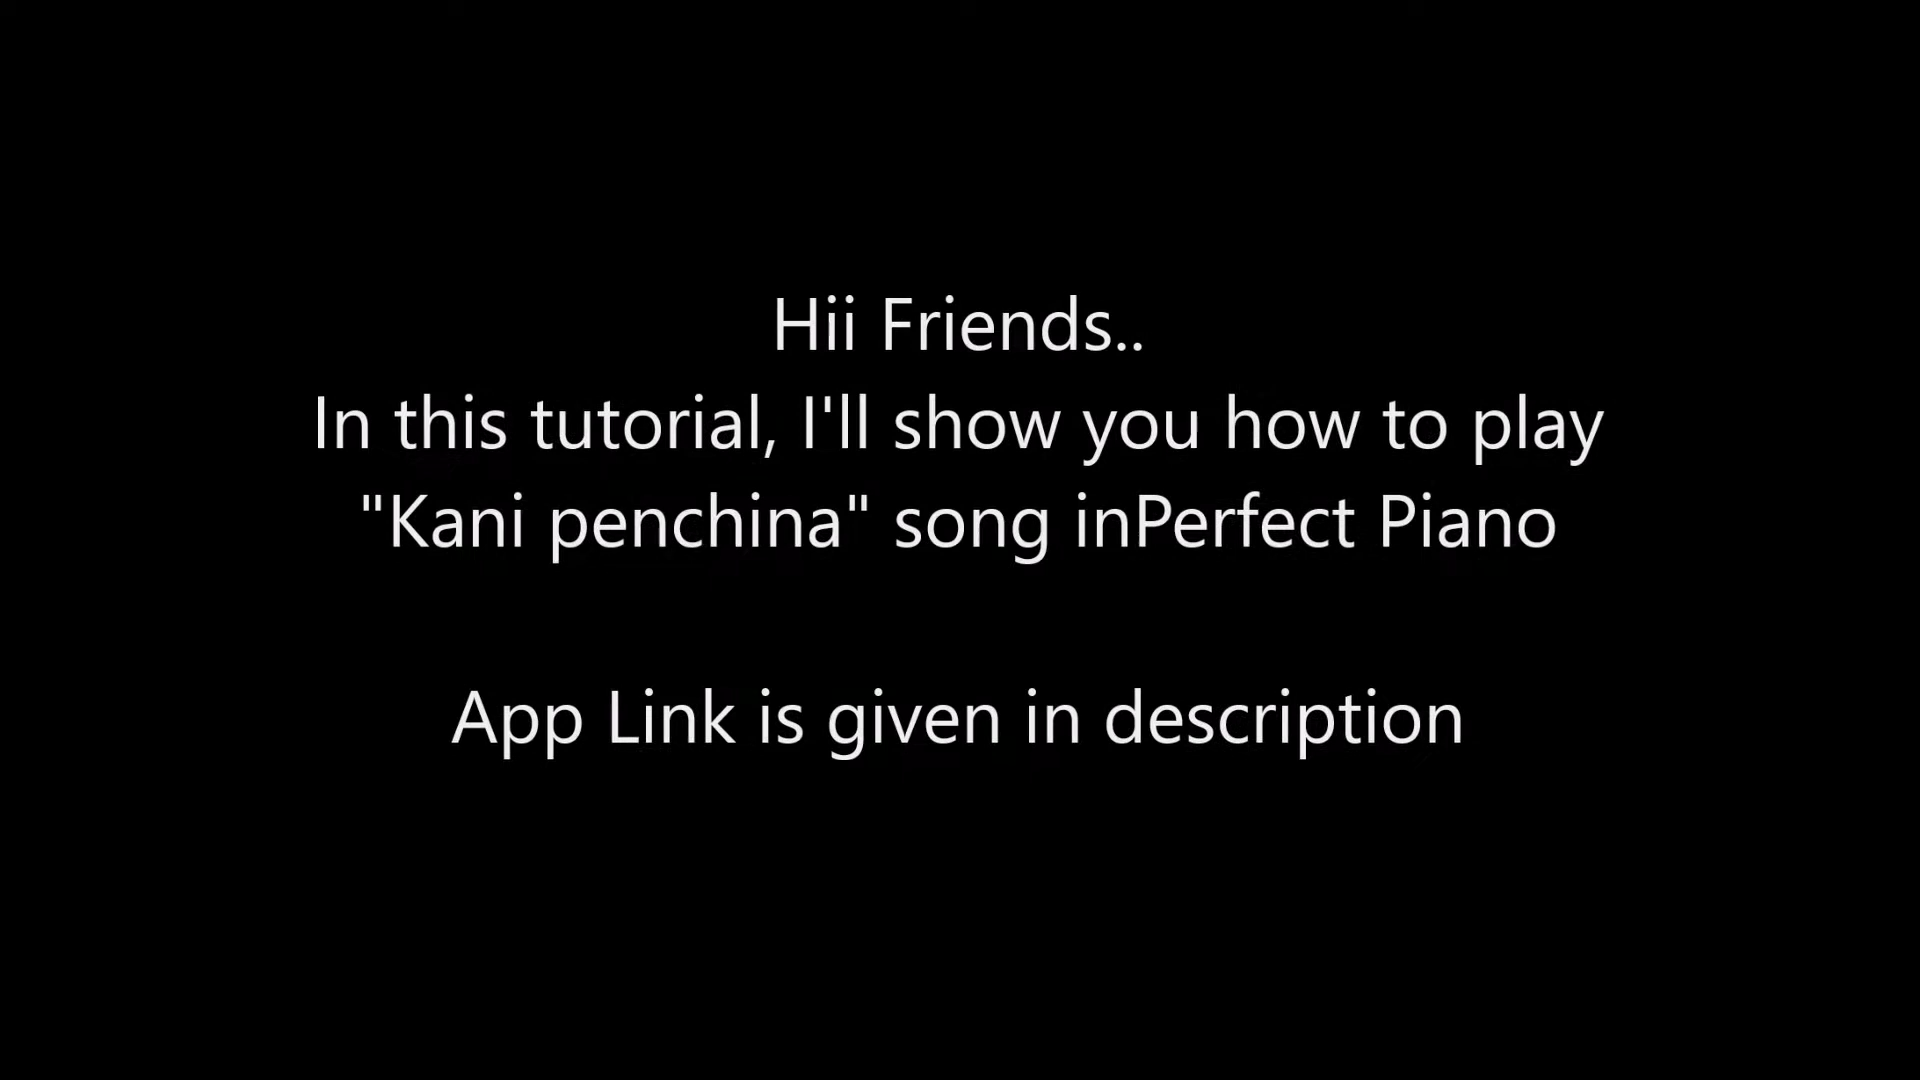 Hii Friends..
In this tutorial, I'll show you how to play
"Kani penchina" song inPerfect Piano
App Link is given in description